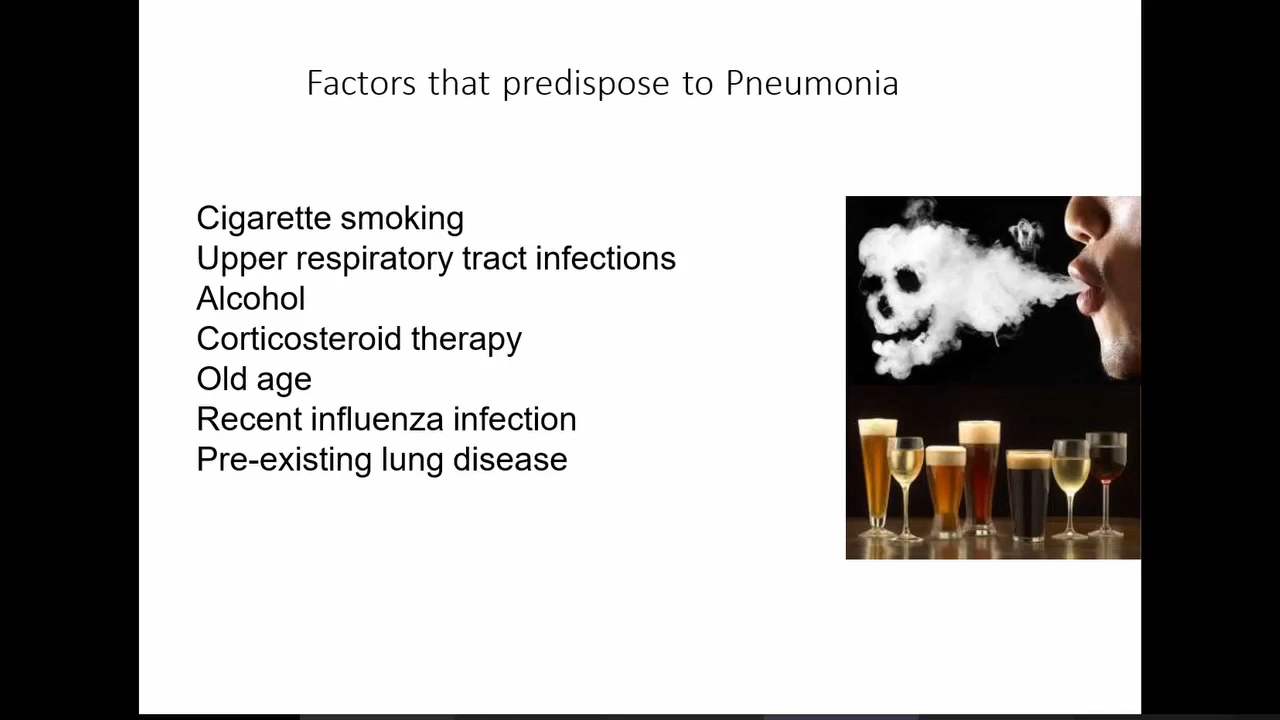 Factors that predispose to Pneumonia
Cigarette smoking
Upper respiratory tract infections
Alcohol
Corticosteroid therapy
Old age
Recent influenza infection
Pre-existing lung disease